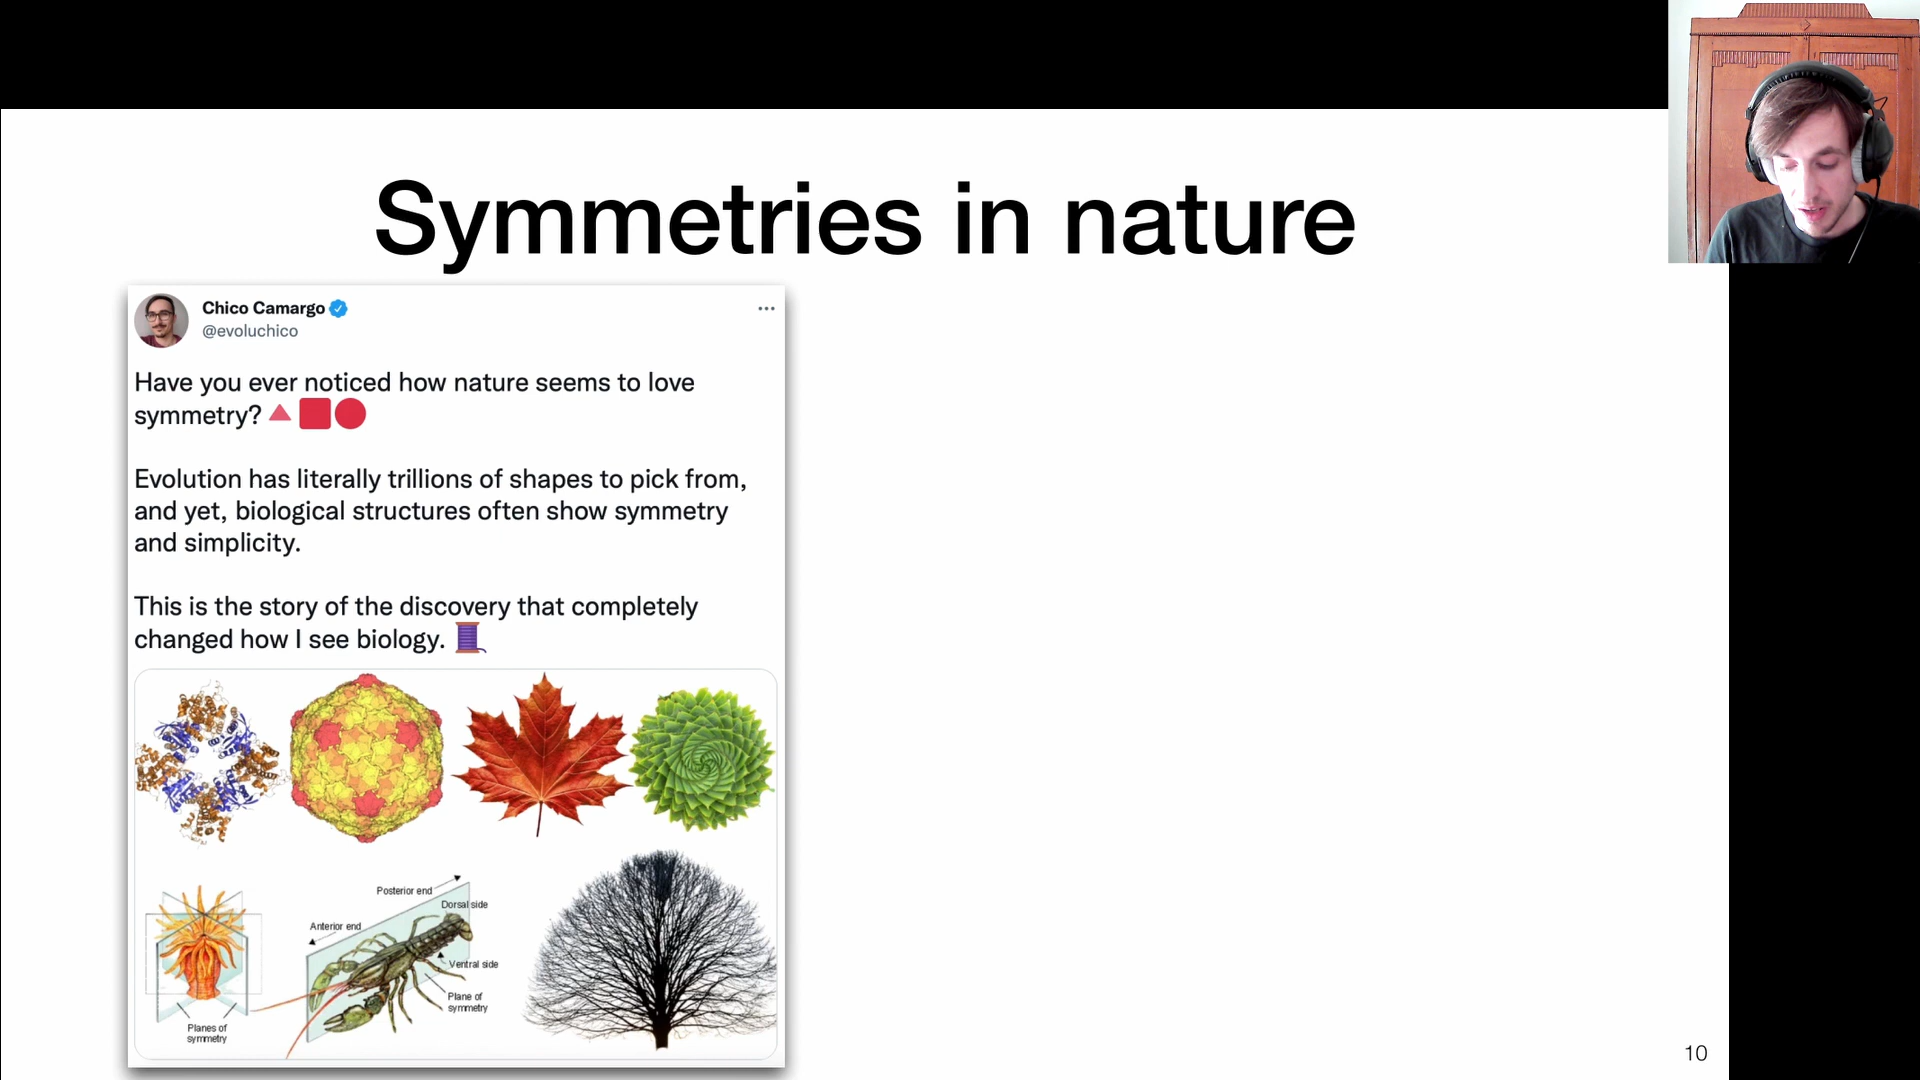 Symmetries in nature
Chico Camargo
@evoluchico
Have you ever noticed how nature seems to love
symmetry?
Evolution has literally trillions of shapes to pick from,
and yet, biological structures often show symmetry
and simplicity.
This is the story of the discovery that completely
changed how I see biology.
Posterior end
Dorsal side
Anterior end
Ventral side
Plane of
symmetry
Planes of
symmetry
10